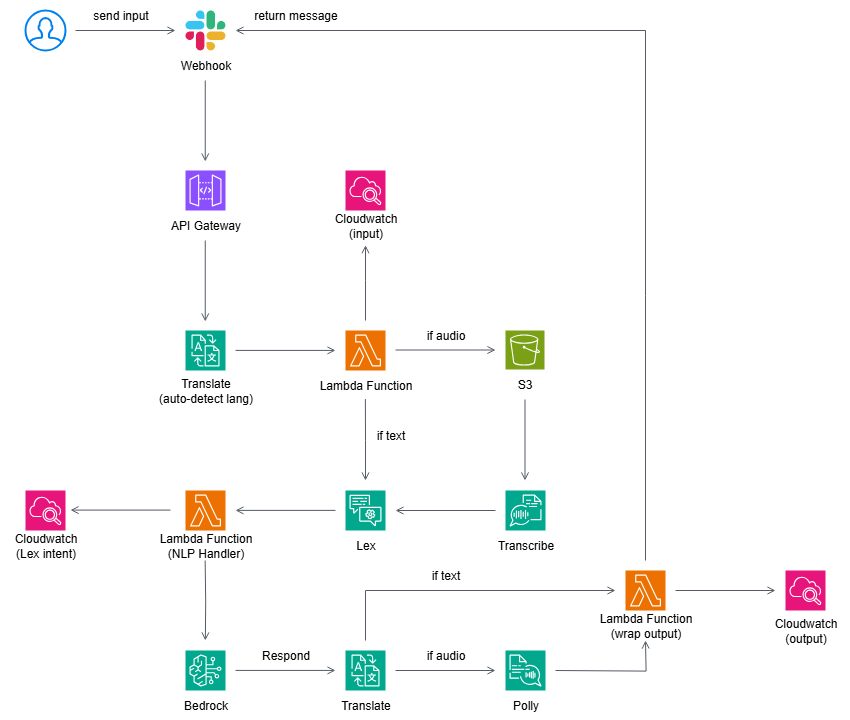 send input
return message
Webhook
API Gateway
Cloudwatch
(input)
if audio
Translate
(auto-detect lang)
Lambda Function
S3
if text
Cloudwatch
(Lex intent)
Lambda Function
(NLP Handler)
Lex
Transcribe
if text
Lambda Function
(wrap output)
Cloudwatch
(output)
Respond
if audio
Bedrock
Translate
Polly